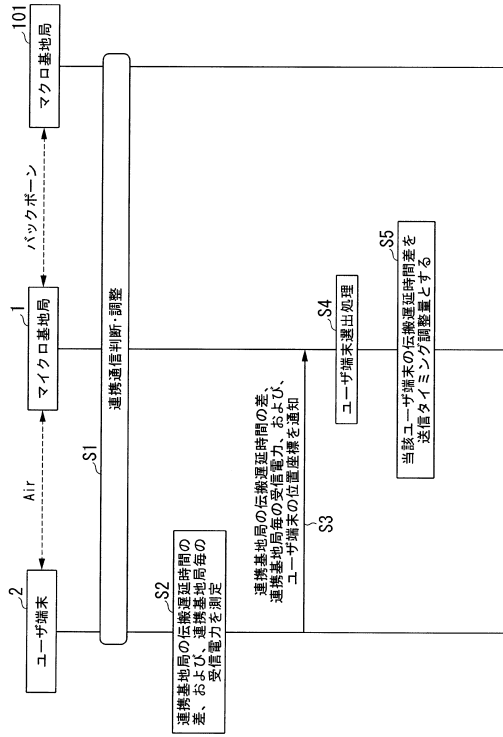 2
ユーザ端末
Air
1
マイクロ基地局
バックボーン
101
マクロ基地局
S1
連携通信判断・調整
S2
連携基地局の伝搬遅延時間の
差、および、連携基地局毎の
受信電力を測定
連携基地局の伝搬遅延時間の差、
連携基地局毎の受信電力、および、
ユーザ端末の位置座標を通知
S3
S4
ユーザ端末選出処理
S5
当該ユーザ端末の伝搬遅延時間差を
送信タイミング調整量とする